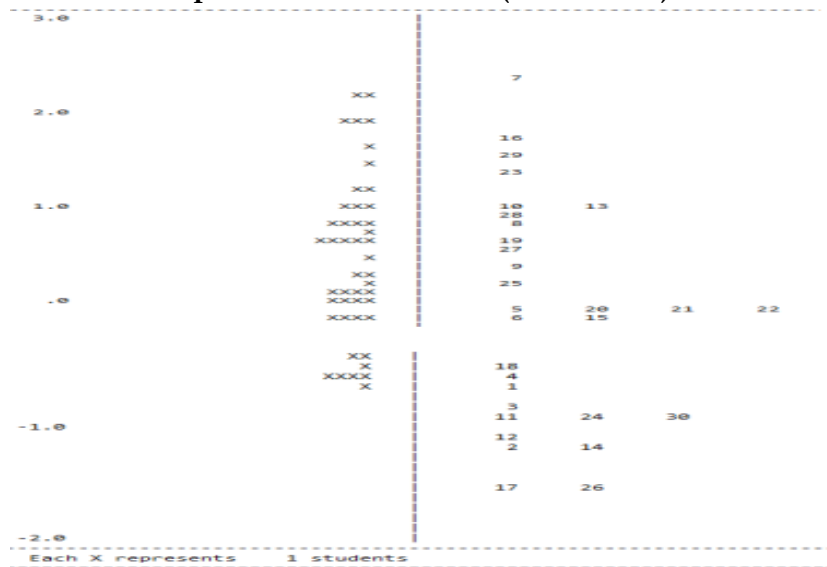 3.0
7
XX
2.0
XXX
16
X
29
X
23
XX
1.0 XXX 10 13
28
XXXX 8
X
XXXXX 19
27
X
9
XX
X 25
XXXX
.0 XXXX
5 20 21 22
XXXX 6 15
XX
X 18
XXXX 4
X 1
3
11 24 30
-1.0
12
2 14
17 26
-2.0
Each X represents 1 students